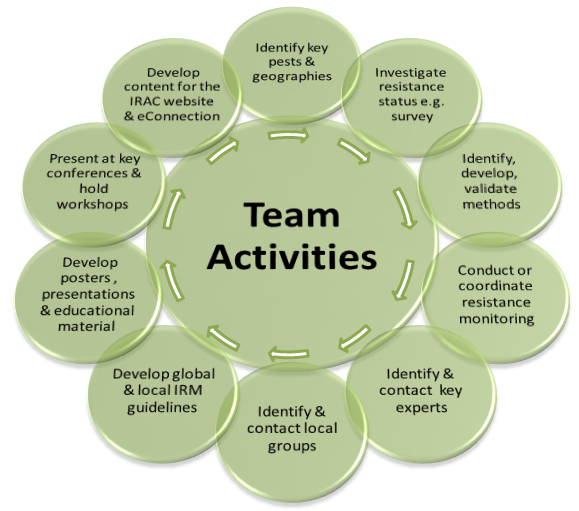 Team
Activities
Identify key
pests &
geographies
Investigate
resistance
status e.g.
survey
Identify,
develop,
validate
methods
Conduct or
coordinate
resistance
monitoring
Identify &
contact key
experts
Identify &
contact local
groups
Develop global
& local IRM
guidelines
Develop
posters ,
presentations
& educational
material
Present at key
conferences &
hold
workshops
Develop
content for the
IRAC website
& eConnection